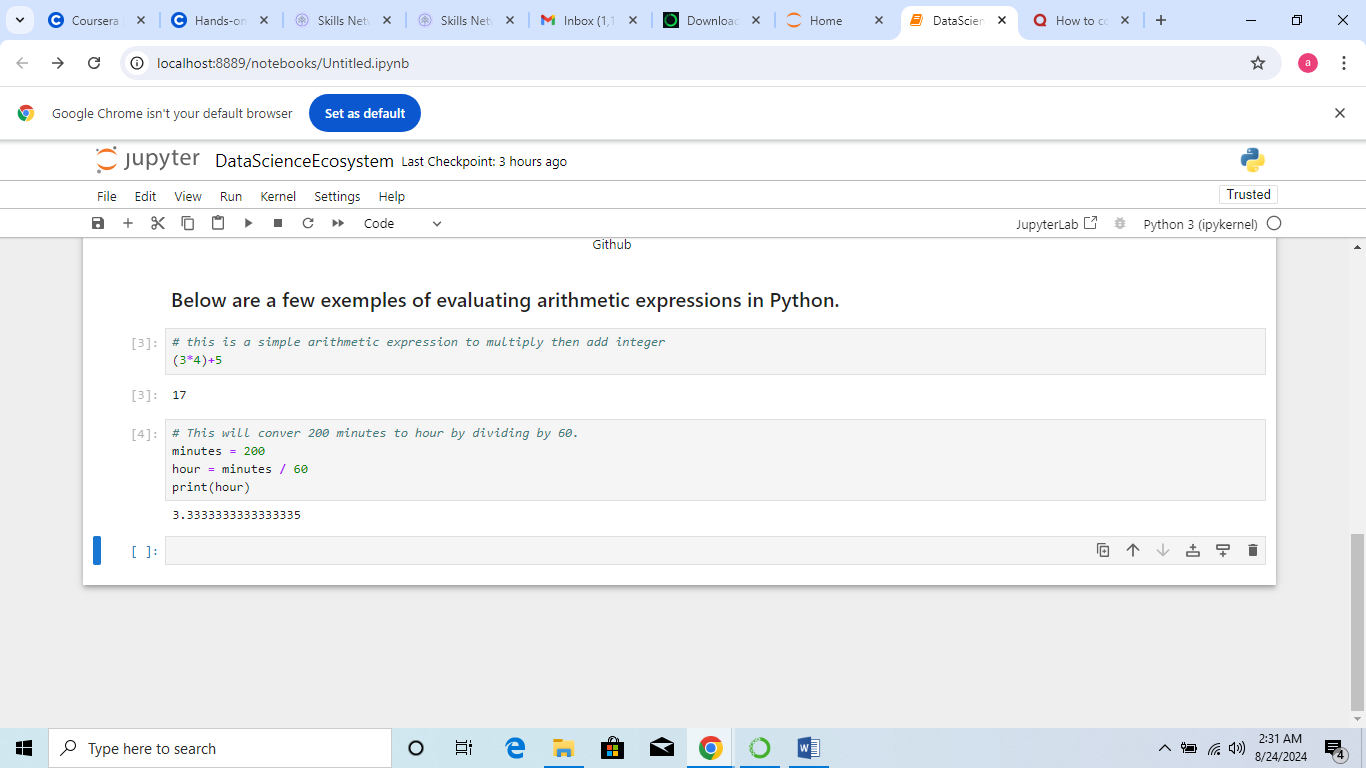 Coursera
Hands-on
Skills Net
Skills Net
Inbox (1,1
Downloac
Home
DataScien
How to co
localhost:8889/notebooks/Untitled.ipynb
a
Google Chrome isn't your default browser
Set as default
jupyter DataScienceEcosystem Last Checkpoint: 3 hours ago
File Edit View Run Kernel Settings Help
Trusted
Code
JupyterLab
Python 3 (ipykernel)
Github
Below are a few exemples of evaluating arithmetic expressions in Python.
[3]: # this is a simple arithmetic expression to multiply then add integer
(3*4)+5
[3]: 17
[4]: # This will conver 200 minutes to hour by dividing by 60.
minutes = 200
hour = minutes / 60
print(hour)
3.3333333333333335
[ ]:
Type here to search
2:31 AM
8/24/2024
4